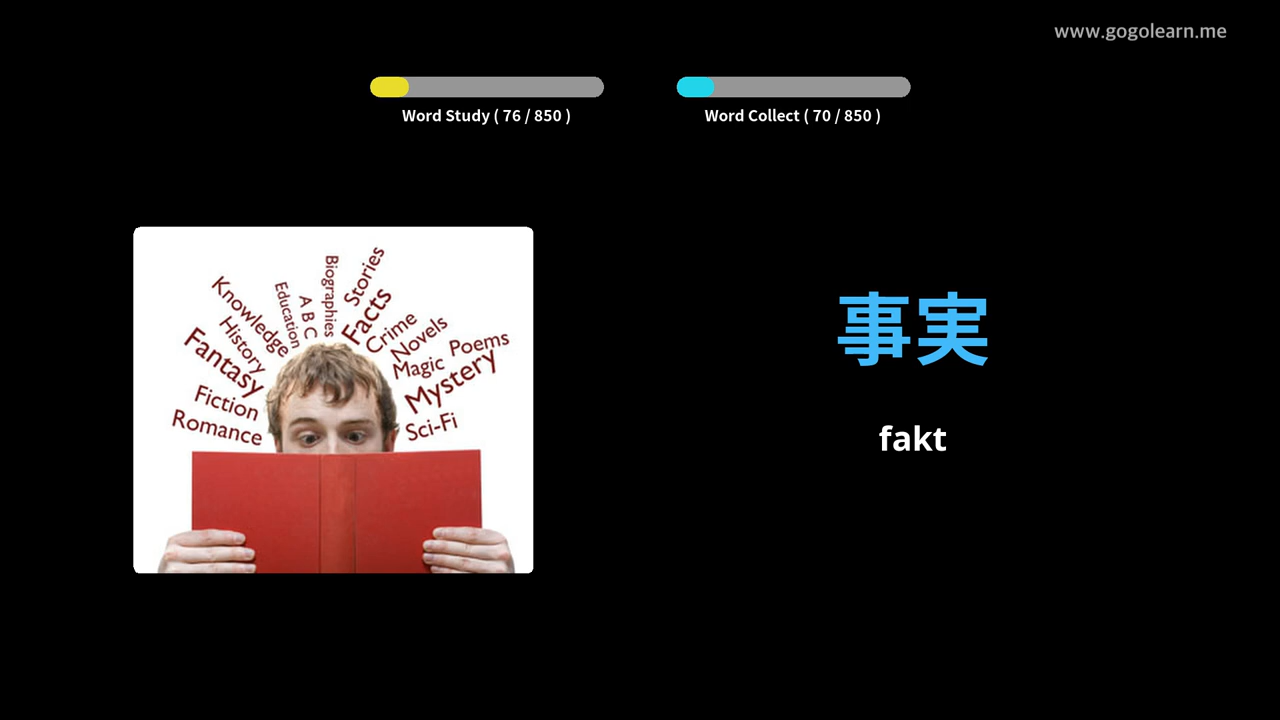 www.gogolearn.me
Word Study ( 76 / 850 )
Word Collect ( 70 / 850 )
Knowledge
History
Fantasy
Fiction
Romance
Education
A B C
Biographies
Stories
Facts
Crime
Novels
Magic
Poems
Mystery
Sci-Fi
事実
fakt